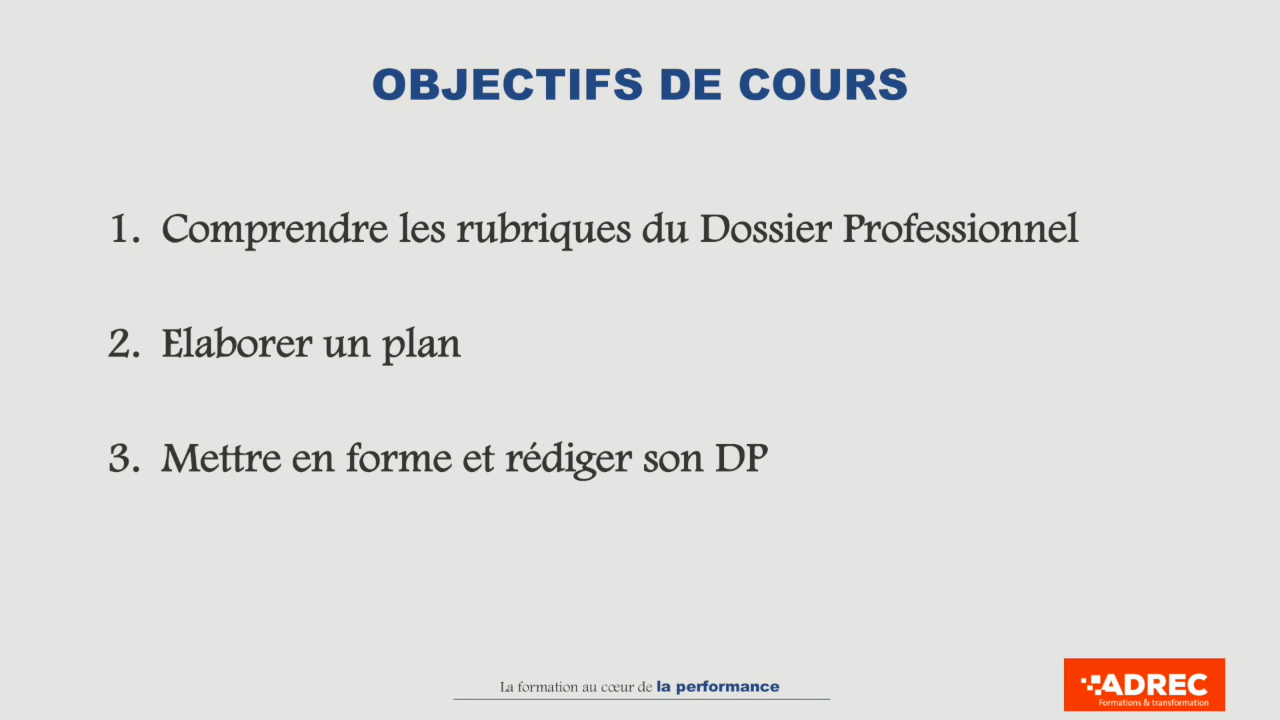 OBJECTIFS DE COURS
1. Comprendre les rubriques du Dossier Professionnel
2. Elaborer un plan
3. Mettre en forme et rédiger son DP
La formation au cœur de la performance
ADREC
Formations & transformation